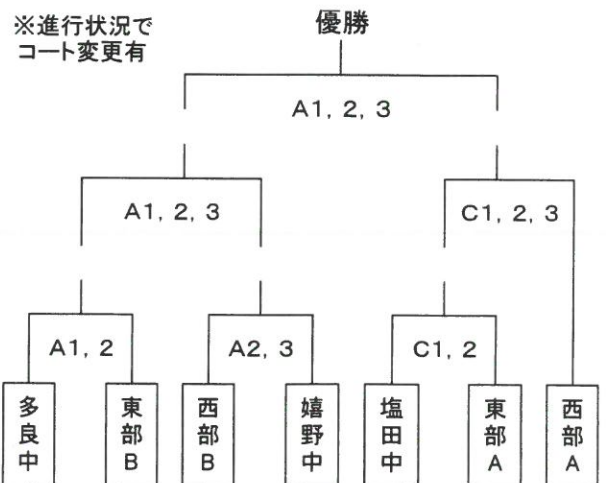 ※進行状況で
コート変更有
優勝
A1, 2, 3
A1, 2, 3
C1, 2, 3
A1, 2
A2, 3
C1, 2
多良中
東部B
西部B
嬉野中
塩田中
東部A
西部A